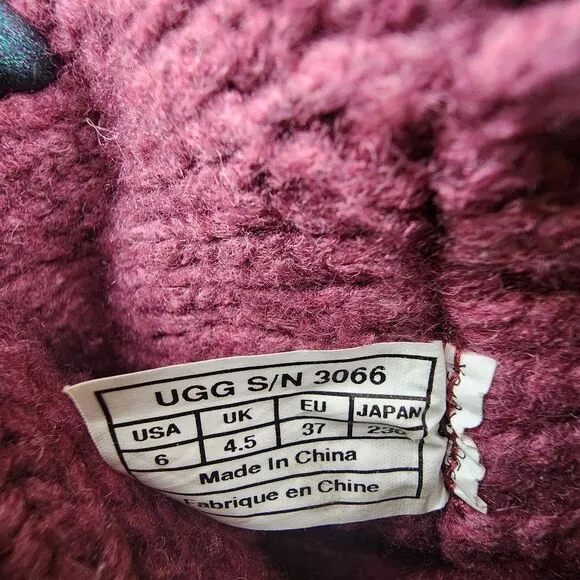 UGG S/N 3066
USA UK EU JAPAN
6 4.5 37
Made In China
Fabrique en Chine